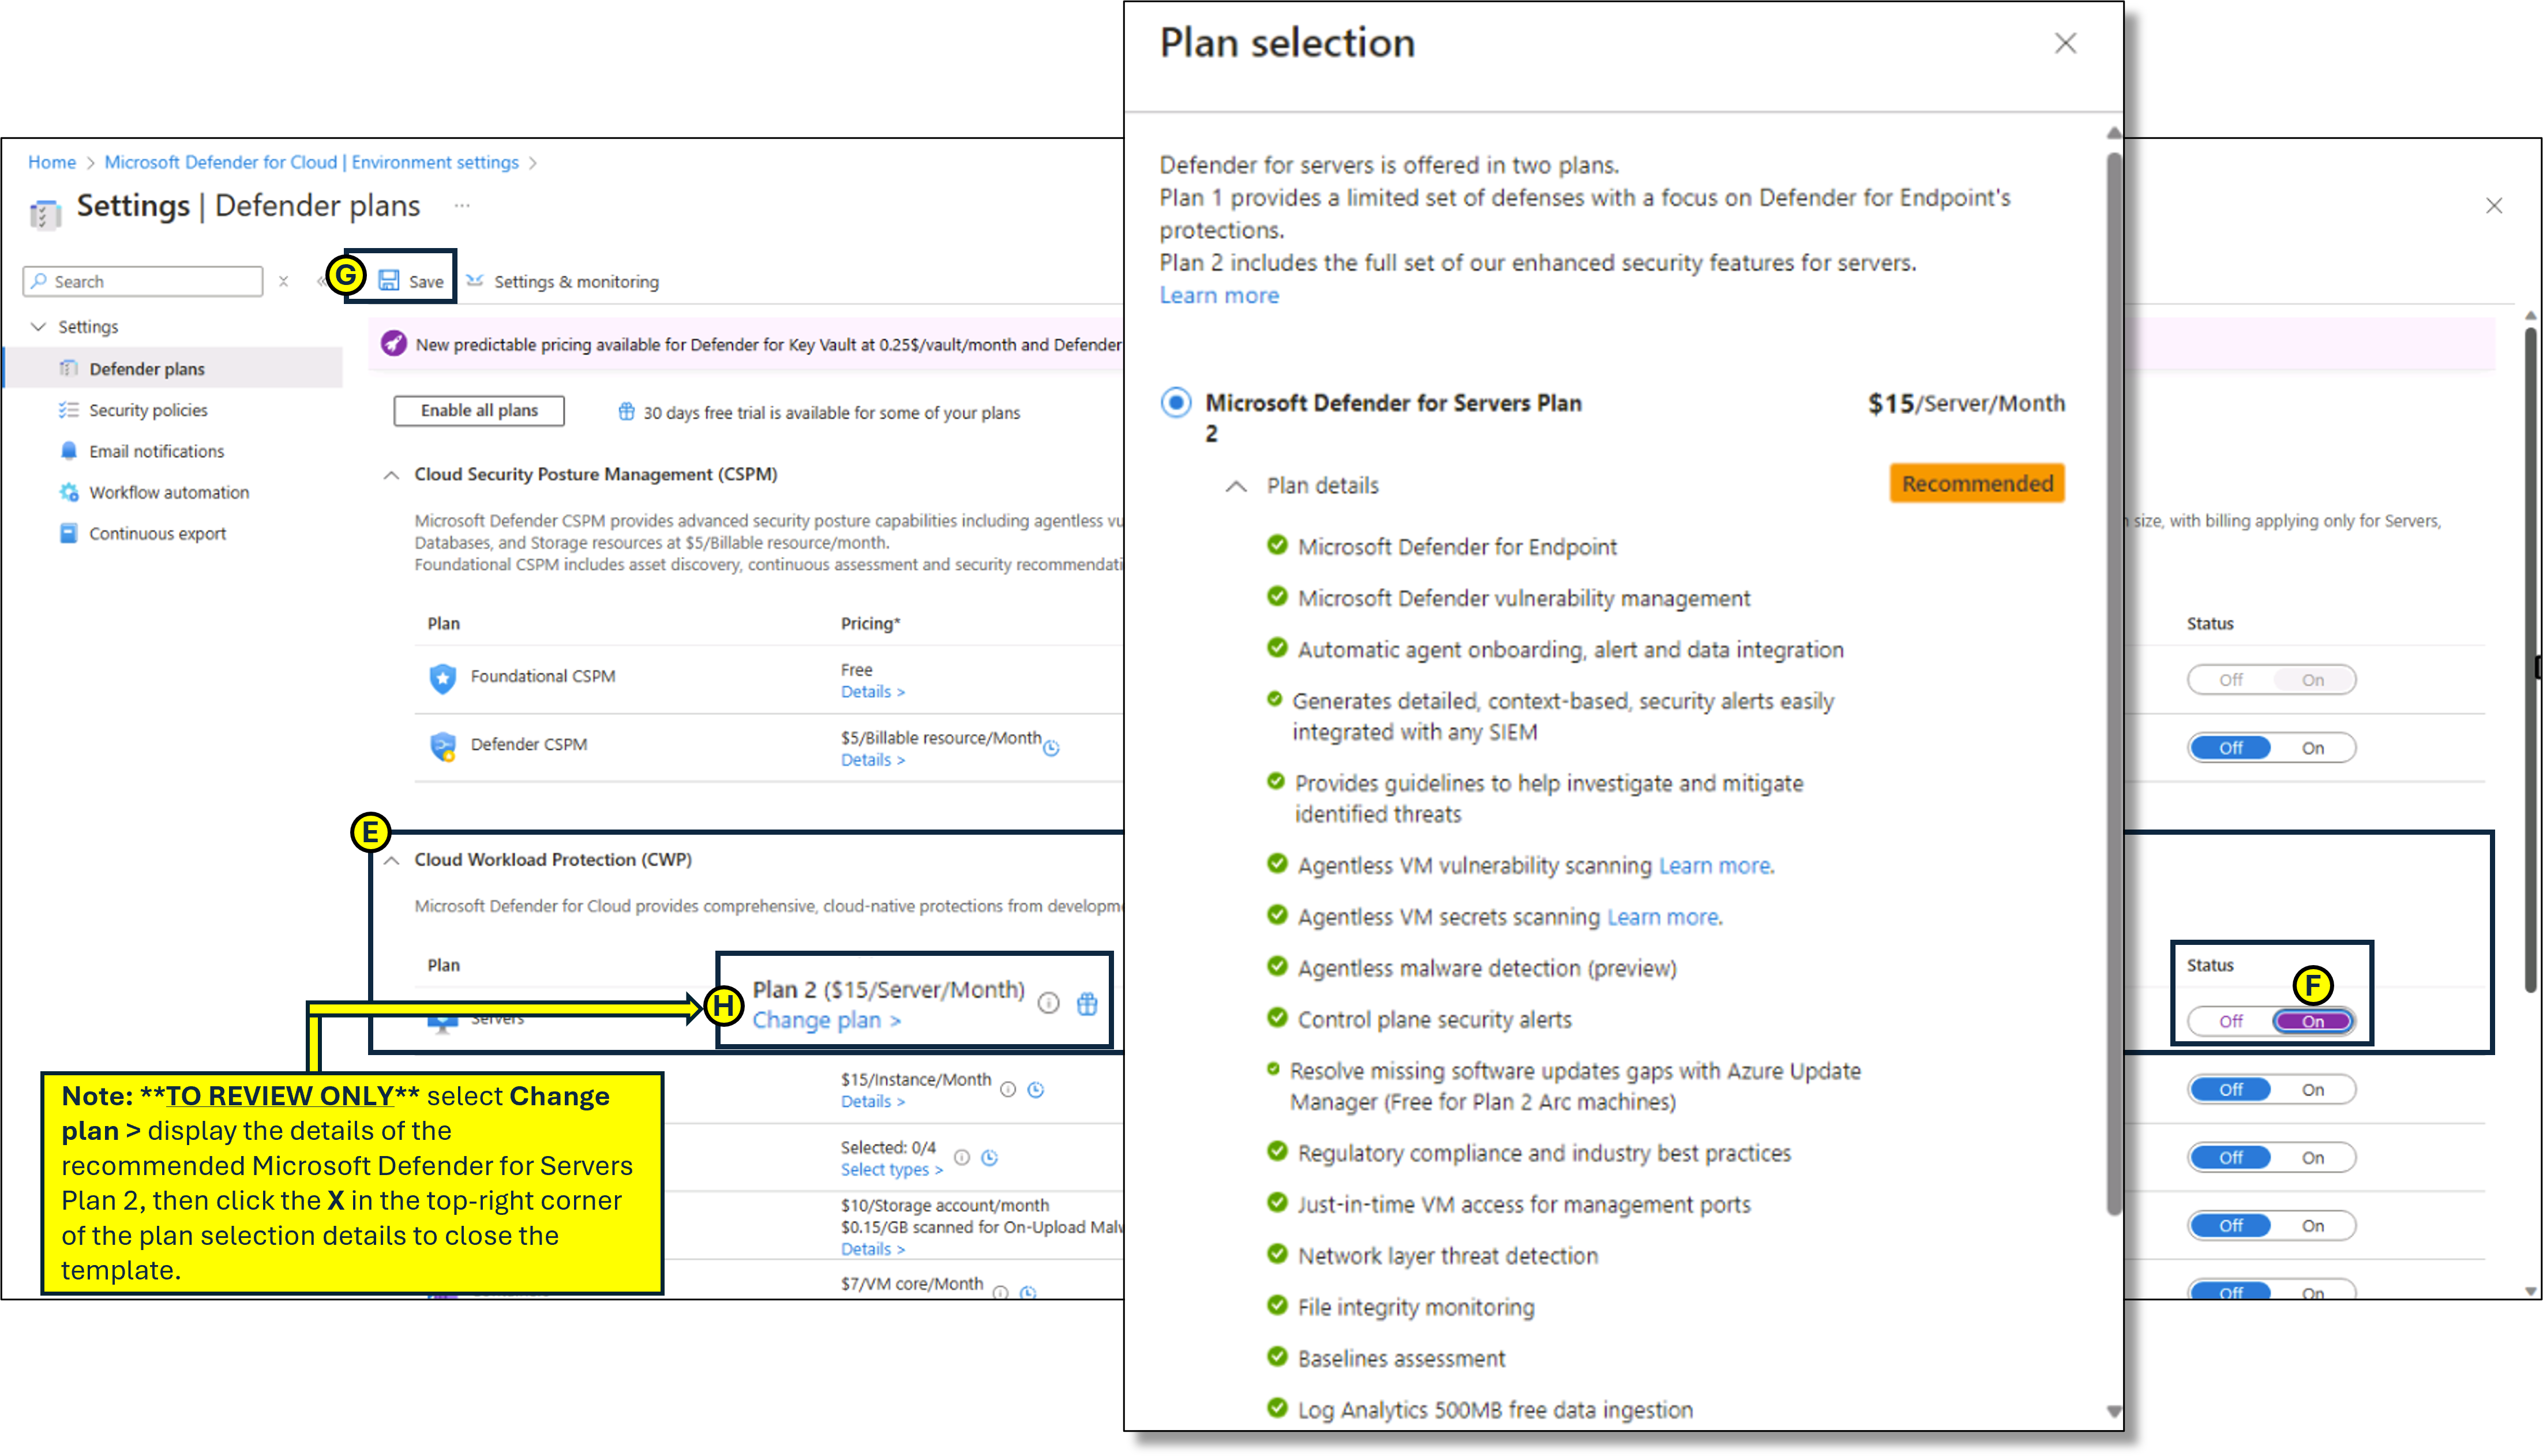 Plan selection
Defender for servers is offered in two plans.
Plan 1 provides a limited set of defenses with a focus on Defender for Endpoint's
protections.
Plan 2 includes the full set of our enhanced security features for servers.
Learn more
Microsoft Defender for Servers Plan
2
$15/Server/Month
Plan details
Recommended
Microsoft Defender for Endpoint
Microsoft Defender vulnerability management
Automatic agent onboarding, alert and data integration
Generates detailed, context-based, security alerts easily
integrated with any SIEM
Provides guidelines to help investigate and mitigate
identified threats
Agentless VM vulnerability scanning Learn more.
Agentless VM secrets scanning Learn more.
Agentless malware detection (preview)
Control plane security alerts
Resolve missing software updates gaps with Azure Update
Manager (Free for Plan 2 Arc machines)
Regulatory compliance and industry best practices
Just-in-time VM access for management ports
Network layer threat detection
File integrity monitoring
Baselines assessment
Log Analytics 500MB free data ingestion
Home > Microsoft Defender for Cloud | Environment settings >
Settings | Defender plans ...
Search
G
Save
Settings & monitoring
Settings
Defender plans
Security policies
Email notifications
Workflow automation
Continuous export
New predictable pricing available for Defender for Key Vault at 0.25$/vault/month and Defender
Enable all plans
30 days free trial is available for some of your plans
Cloud Security Posture Management (CSPM)
Microsoft Defender CSPM provides advanced security posture capabilities including agentless
size, with billing applying only for Servers,
Databases, and Storage resources at $5/Billable resource/month.
Foundational CSPM includes asset discovery, continuous assessment and security
Plan Pricing* Status
Foundational CSPM Free Off On
Details >
Defender CSPM $5/Billable resource/Month Off On
Details >
E
Cloud Workload Protection (CWP)
Microsoft Defender for Cloud provides comprehensive, cloud-native protections from
Plan Status
F
H
Plan 2 ($15/Server/Month)
Change plan >
Servers
Off On
Note: **TO REVIEW ONLY** select Change
plan > display the details of the
recommended Microsoft Defender for Servers
Plan 2, then click the X in the top-right corner
of the plan selection details to close the
template.
$15/Instance/Month Off On
Details >
Selected: 0/4 Off On
Select types >
$10/Storage account/month
$0.15/GB scanned for On-Upload Off On
Details >
$7/VM core/Month Off On